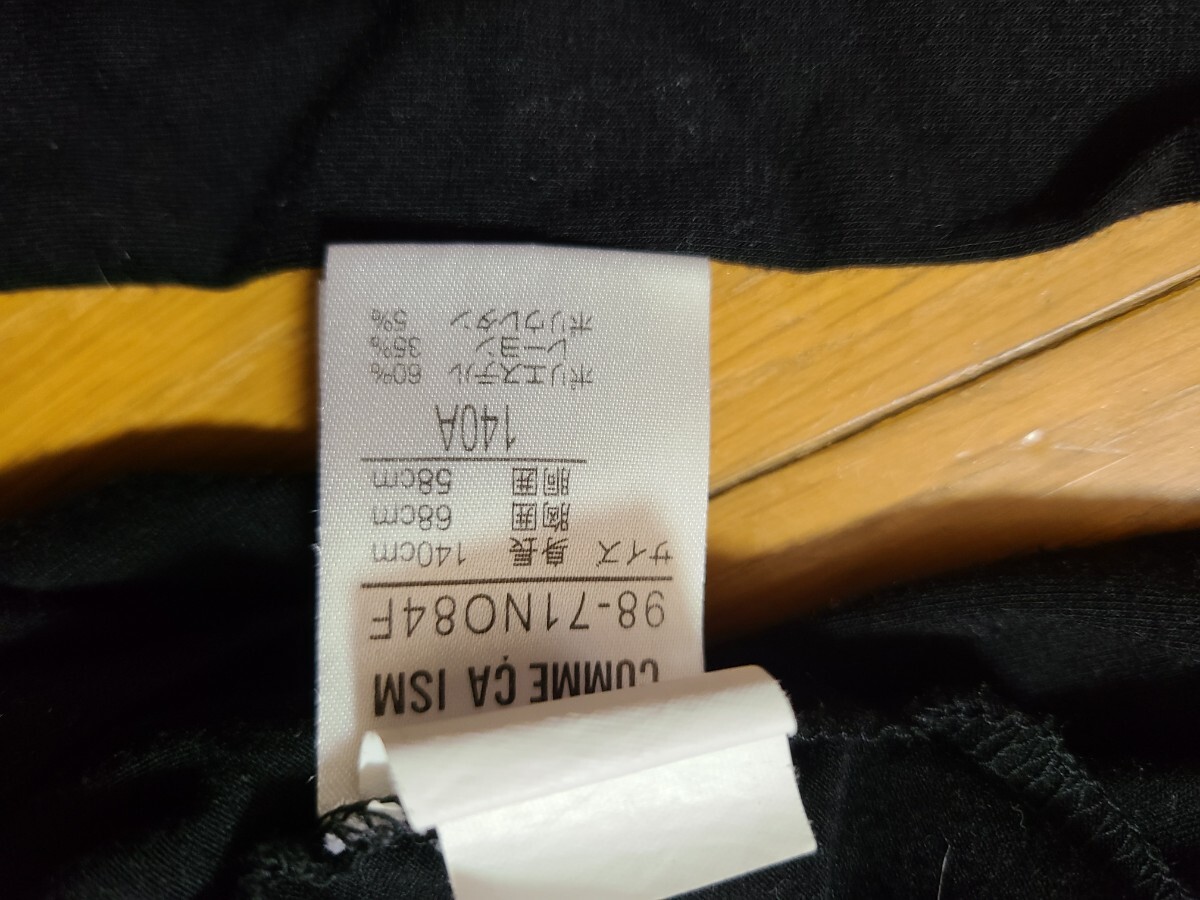 COMME ÇA ISM
98-71NO84F
サイズ 身長 140cm
胸囲 68cm
胴囲 58cm
140A
ポリエステル 60%
レーヨン 35%
ポリウレタン 5%